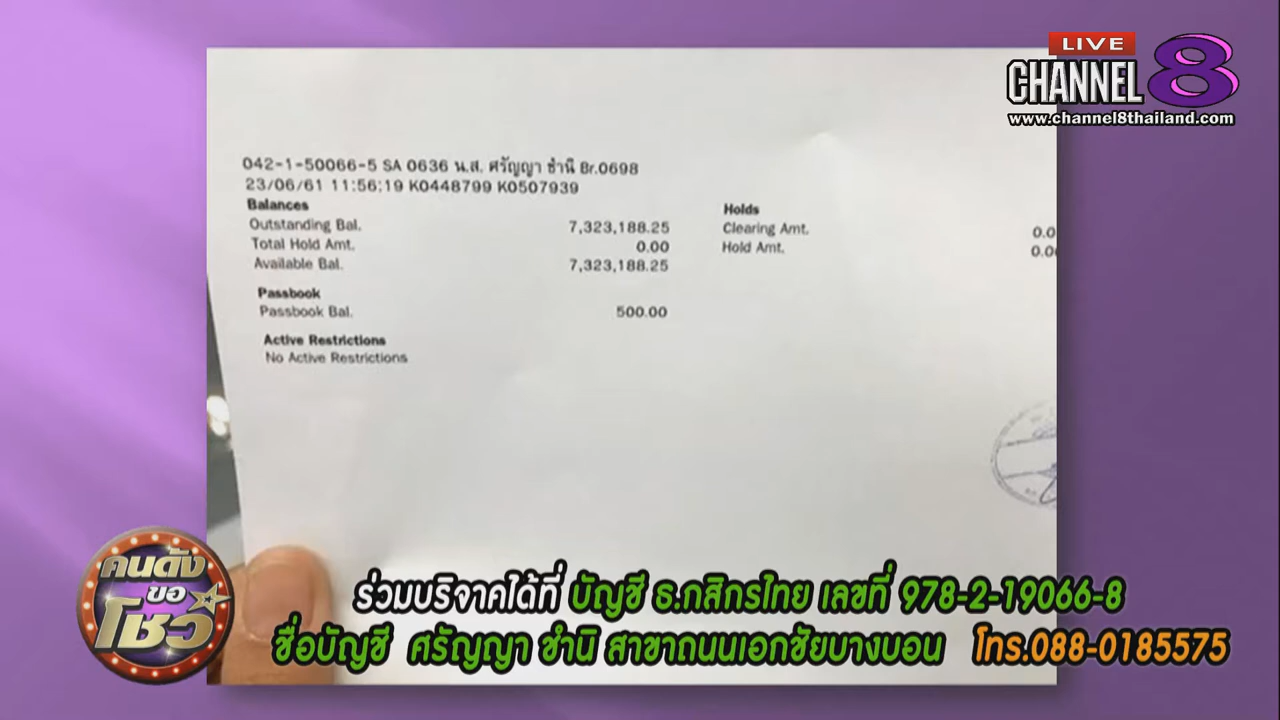 LIVE
CHANNEL 8
www.channel8thailand.com
042-1-50066-5 SA 0636 น.ส. ศรัญญา ชำนิ Br.0698
23/06/61 11:56:19 K0448799 K0507939
Balances
Outstanding Bal. 7,323,188.25
Total Hold Amt. 0.00
Available Bal. 7,323,188.25
Holds
Clearing Amt. 0.0
Hold Amt. 0.0
Passbook
Passbook Bal. 500.00
Active Restrictions
No Active Restrictions
คนดัง
ขอ
โชว์
ร่วมบริจาคได้ที่ บัญชี ธ.กสิกรไทย เลขที่ 978-2-19066-8
ชื่อบัญชี ศรัญญา ชำนิ สาขาถนนเอกชัยบางบอน โทร.088-0185575